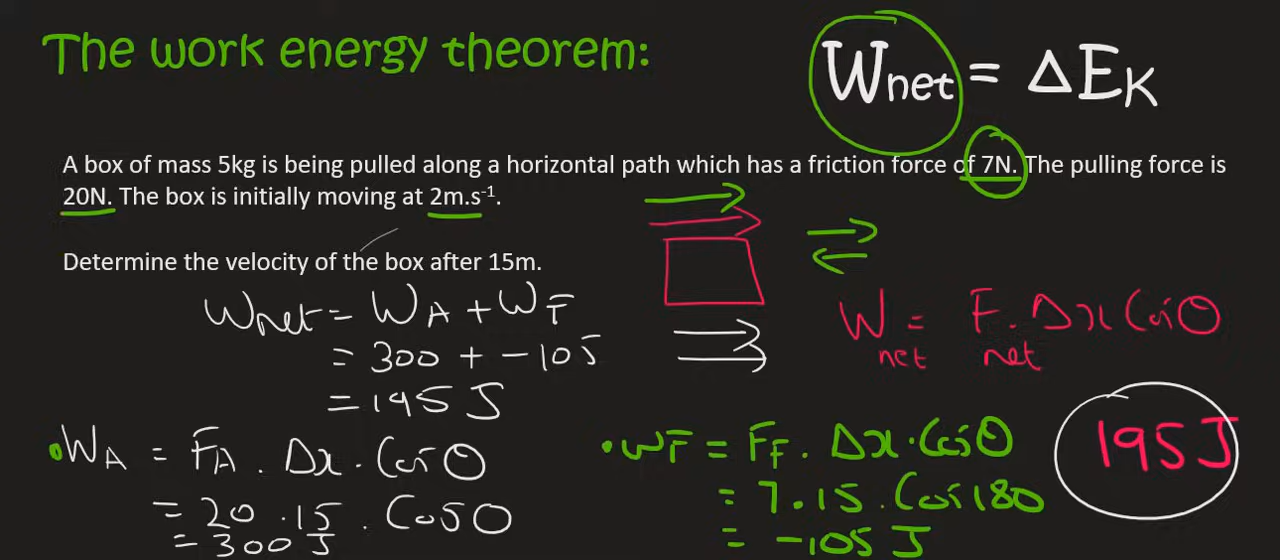 The work energy theorem:
Wnet = ΔEK
A box of mass 5kg is being pulled along a horizontal path which has a friction force of 7N. The pulling force is
20N. The box is initially moving at 2m.s⁻¹.
Determine the velocity of the box after 15m.
Wnet = WA + WF
= 300 + -105
= 195 J
W net = F net . Δx Cos θ
195J
•WA = FA . Δx . Cos θ
= 20 . 15 . Cos 0
= 300 J
•WF = FF . Δx . Cos θ
= 7 . 15 . Cos 180
= -105 J